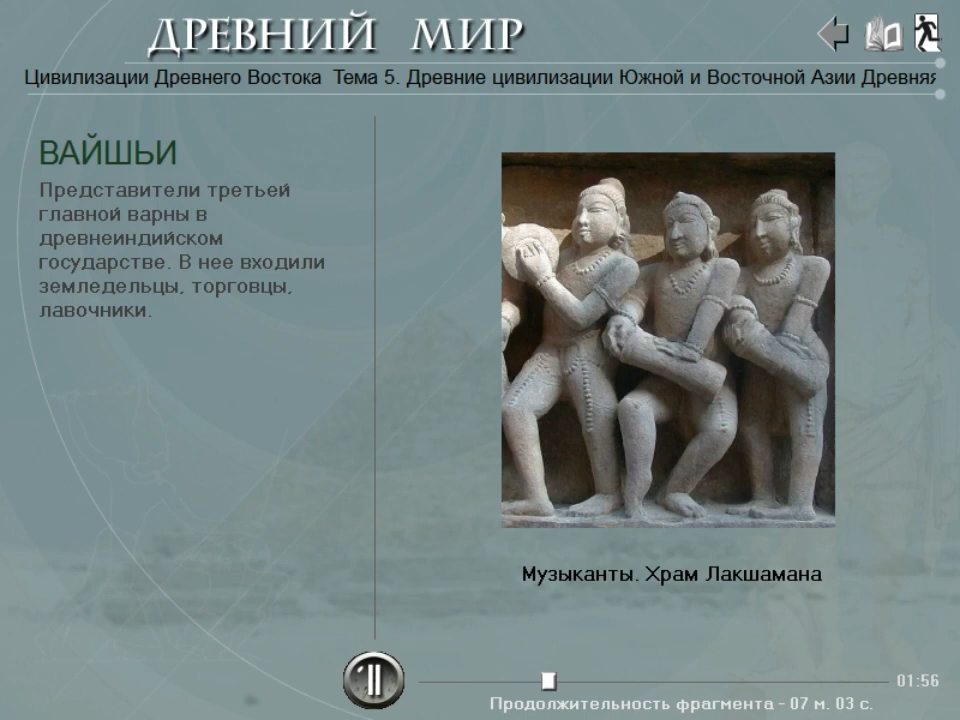 ДРЕВНИЙ МИР
Цивилизации Древнего Востока Тема 5. Древние цивилизации Южной и Восточной Азии Древняя
ВАЙШЬИ
Представители третьей
главной варны в
древнеиндийском
государстве. В нее входили
земледельцы, торговцы,
лавочники.
Музыканты. Храм Лакшамана
01:56
Продолжительность фрагмента - 07 м. 03 с.